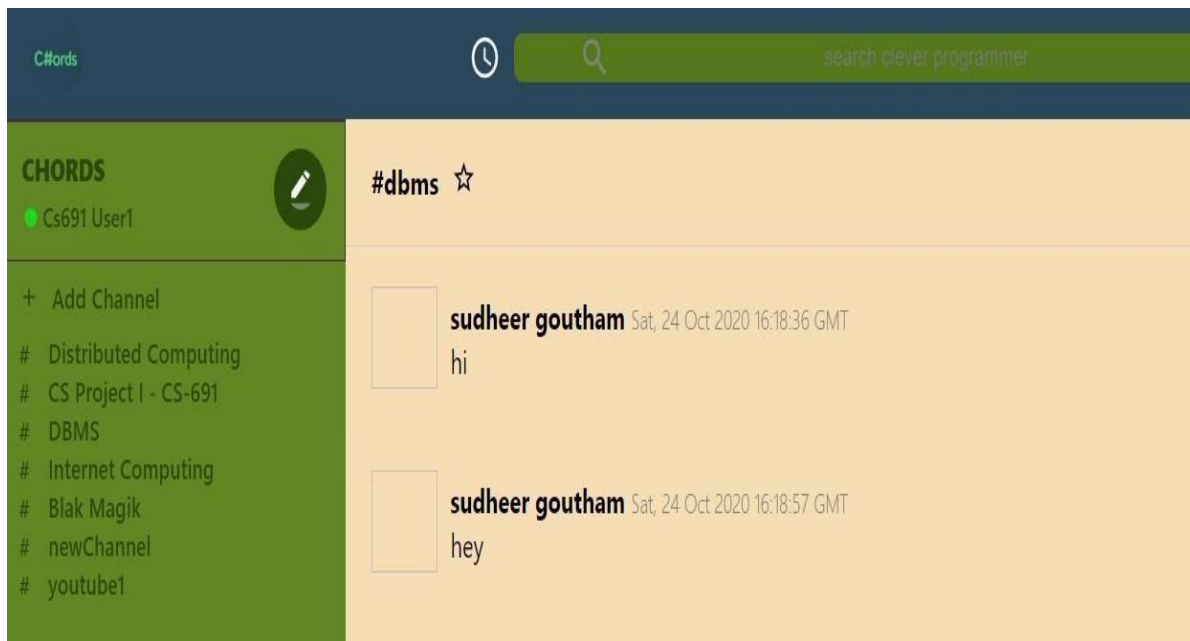 C#ords
search clever programmer
CHORDS
Cs691 User1
+ Add Channel
# Distributed Computing
# CS Project I - CS-691
# DBMS
# Internet Computing
# Blak Magik
# newChannel
# youtube1
#dbms
sudheer goutham Sat, 24 Oct 2020 16:18:36 GMT
hi
sudheer goutham Sat, 24 Oct 2020 16:18:57 GMT
hey